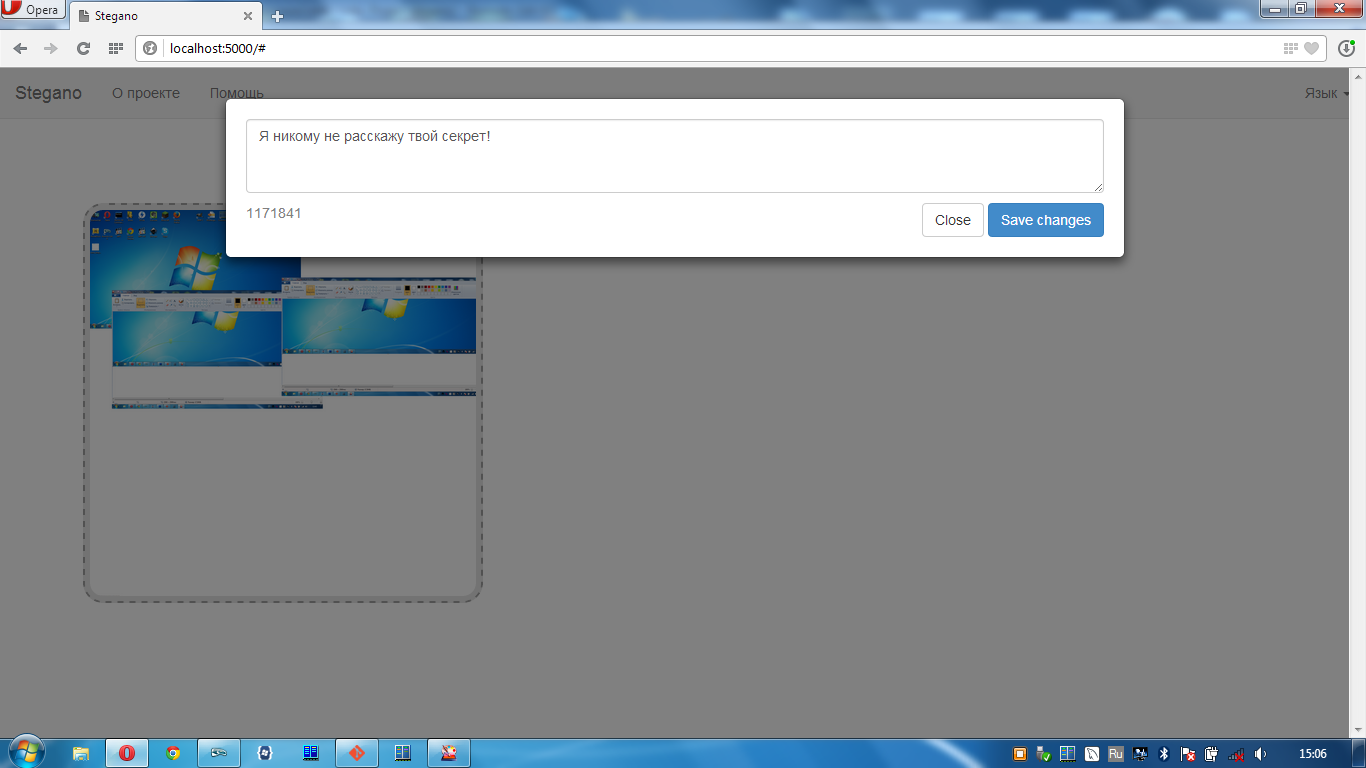 Opera
Stegano
localhost:5000/#
Stegano О проекте Помощь Язык
Я никому не расскажу твой секрет!
1171841
Close Save changes
Ru
15:06